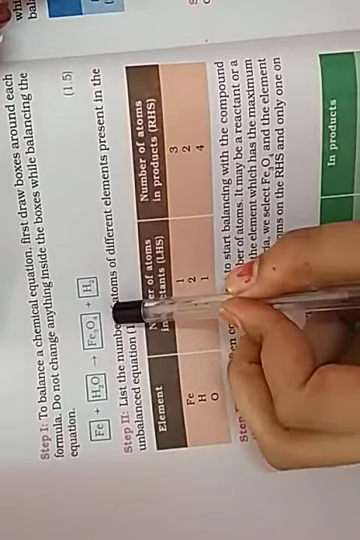 Step I: To balance a chemical equation, first draw boxes around each
formula. Do not change anything inside the boxes while balancing the
equation.
Fe + H₂O → Fe₃O₄ + H₂ (1.5)
Step II: List the number atoms of different elements present in the
unbalanced equation
Element Number of atoms in products (RHS)
Fe 1 3
H 2 2
O 1 4
Step to start balancing with the compound
of atoms. It may be a reactant or a
the element which has the maximum
we select Fe₃O₄ and the element
on the RHS and only one on
In products